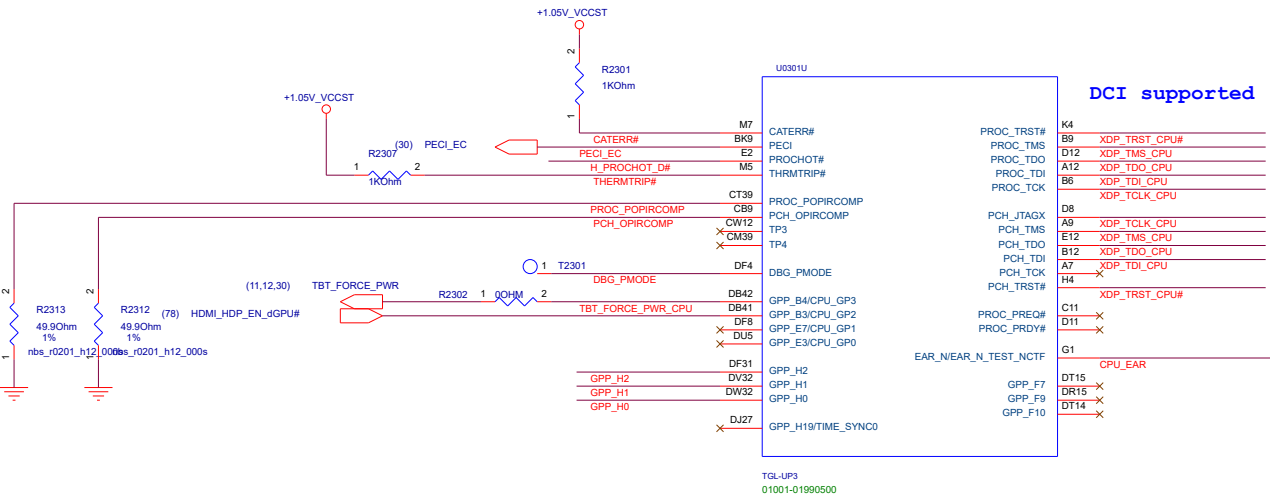 +1.05V_VCCST
2
R2301
1KOhm
1
U0301U
DCI supported
+1.05V_VCCST
(30) PECI_EC
R2307
1 2
1KOhm
M7 CATERR#
CATERR#
BK9 PECI
PECI_EC
E2 PROCHOT#
H_PROCHOT_D#
M5 THRMTRIP#
THERMTRIP#
CT39 PROC_POPIRCOMP
PROC_POPIRCOMP
CB9 PCH_OPIRCOMP
PCH_OPIRCOMP
CW12 TP3
CM39 TP4
1 T2301
DF4 DBG_PMODE
DBG_PMODE
(11,12,30) TBT_FORCE_PWR
R2302 1 0OHM 2
DB42 GPP_B4/CPU_GP3
TBT_FORCE_PWR_CPU
(78) HDMI_HDP_EN_dGPU#
DB41 GPP_B3/CPU_GP2
DF8 GPP_E7/CPU_GP1
DU5 GPP_E3/CPU_GP0
2
R2313
49.9Ohm
1%
1
nbs_r0201_h12_000s
2
R2312
49.9Ohm
1%
1
DF31 GPP_H2
GPP_H2
DV32 GPP_H1
GPP_H1
DW32 GPP_H0
GPP_H0
DJ27 GPP_H19/TIME_SYNC0
PROC_TRST# K4
XDP_TRST_CPU#
PROC_TMS B9
XDP_TMS_CPU
PROC_TDO D12
XDP_TDO_CPU
PROC_TDI A12
XDP_TDI_CPU
PROC_TCK B6
XDP_TCLK_CPU
PCH_JTAGX D8
XDP_TCLK_CPU
PCH_TMS A9
XDP_TMS_CPU
PCH_TDO E12
XDP_TDO_CPU
PCH_TDI B12
XDP_TDI_CPU
PCH_TCK A7
PCH_TRST# H4
XDP_TRST_CPU#
PROC_PREQ# C11
PROC_PRDY# D11
EAR_N/EAR_N_TEST_NCTF G1
CPU_EAR
GPP_F7 DT15
GPP_F9 DR15
GPP_F10 DT14
TGL-UP3
01001-01990500